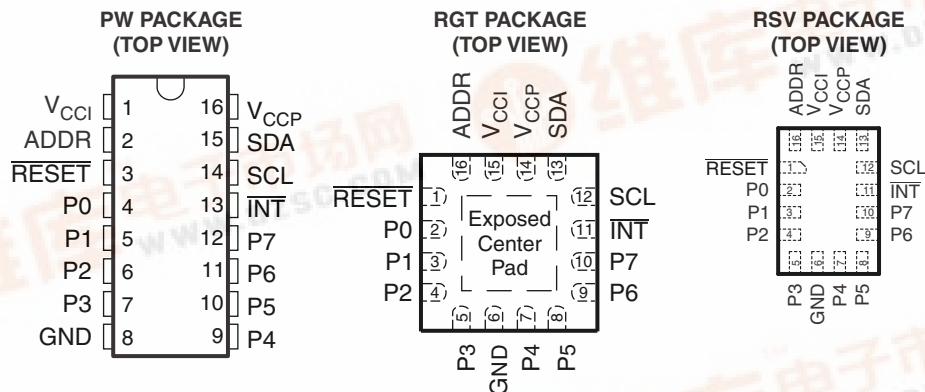 PW PACKAGE
(TOP VIEW)
VCCI 1 16 VCCP
ADDR 2 15 SDA
RESET 3 14 SCL
P0 4 13 INT
P1 5 12 P7
P2 6 11 P6
P3 7 10 P5
GND 8 9 P4
RGT PACKAGE
(TOP VIEW)
ADDR VCCI VCCP SDA
16 15 14 13
RESET 1 12 SCL
P0 2 11 INT
P1 3 10 P7
P2 4 9 P6
Exposed
Center
Pad
5 6 7 8
P3 GND P4 P5
RSV PACKAGE
(TOP VIEW)
ADDR VCCI VCCP SDA
16 15 14 13
RESET 1 12 SCL
P0 2 11 INT
P1 3 10 P7
P2 4 9 P6
5 6 7 8
P3 GND P4 P5